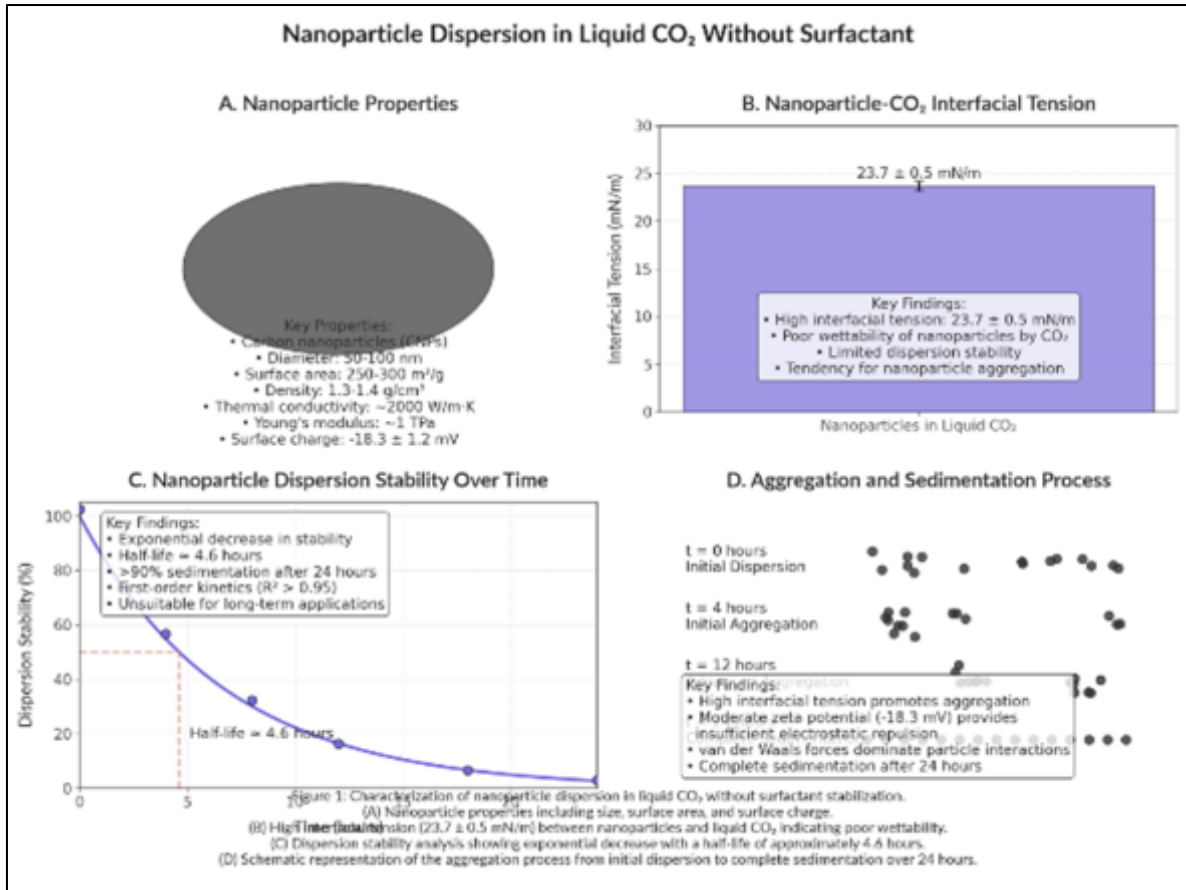 Nanoparticle Dispersion in Liquid CO₂ Without Surfactant
A. Nanoparticle Properties
Key Properties:
• Carbon nanoparticles (CNPs)
• Diameter: 50-100 nm
• Surface area: 250-300 m²/g
• Density: 1.3-1.4 g/cm³
• Thermal conductivity: ~2000 W/m·K
• Young's modulus: ~1 TPa
• Surface charge: -18.3 ± 1.2 mV
B. Nanoparticle-CO₂ Interfacial Tension
30
25
20
15
10
5
0
Interfacial Tension (mN/m)
23.7 ± 0.5 mN/m
Key Findings:
• High interfacial tension: 23.7 ± 0.5 mN/m
• Poor wettability of nanoparticles by CO₂
• Limited dispersion stability
• Tendency for nanoparticle aggregation
Nanoparticles in Liquid CO₂
C. Nanoparticle Dispersion Stability Over Time
100
80
60
40
20
0
Dispersion Stability (%)
Key Findings:
• Exponential decrease in stability
• Half-life ≈ 4.6 hours
• >90% sedimentation after 24 hours
• First-order kinetics (R² > 0.95)
• Unsuitable for long-term applications
Half-life ≈ 4.6 hours
0 5 10
D. Aggregation and Sedimentation Process
t = 0 hours
Initial Dispersion
t = 4 hours
Initial Aggregation
t = 12 hours
Aggregation
Key Findings:
• High interfacial tension promotes aggregation
• Moderate zeta potential (-18.3 mV) provides
insufficient electrostatic repulsion
• van der Waals forces dominate particle interactions
• Complete sedimentation after 24 hours
Figure 1: Characterization of nanoparticle dispersion in liquid CO₂ without surfactant stabilization.
(A) Nanoparticle properties including size, surface area, and surface charge.
(B) High tension (23.7 ± 0.5 mN/m) between nanoparticles and liquid CO₂ indicating poor wettability.
(C) Dispersion stability analysis showing exponential decrease with a half-life of approximately 4.6 hours.
(D) Schematic representation of the aggregation process from initial dispersion to complete sedimentation over 24 hours.